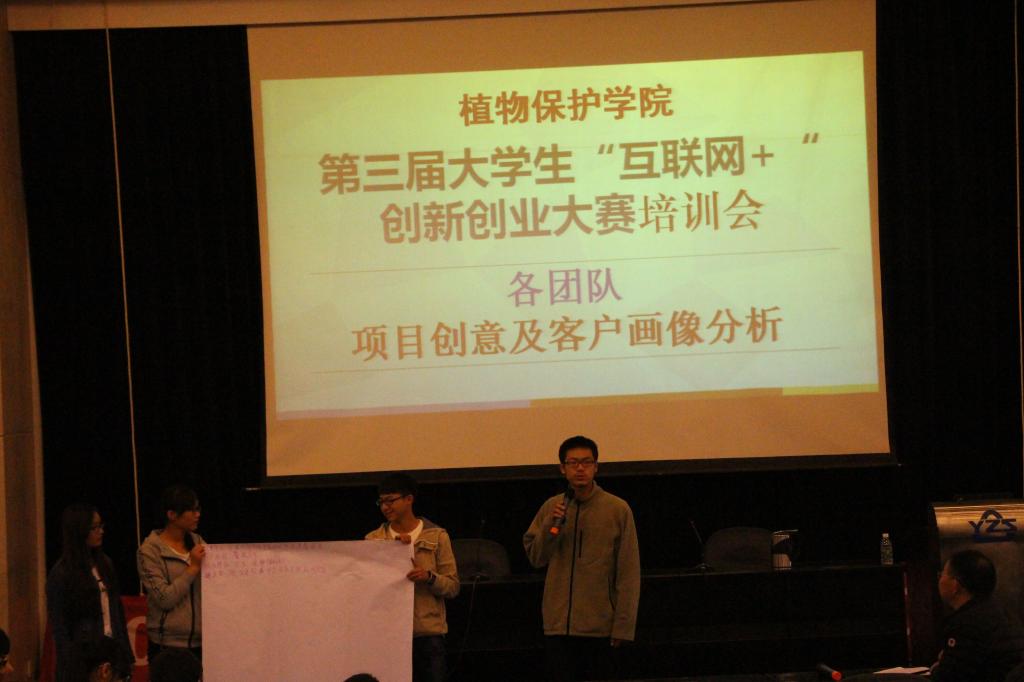 植物保护学院
第三届大学生“互联网+“
创新创业大赛培训会
各团队
项目创意及客户画像分析
YZS